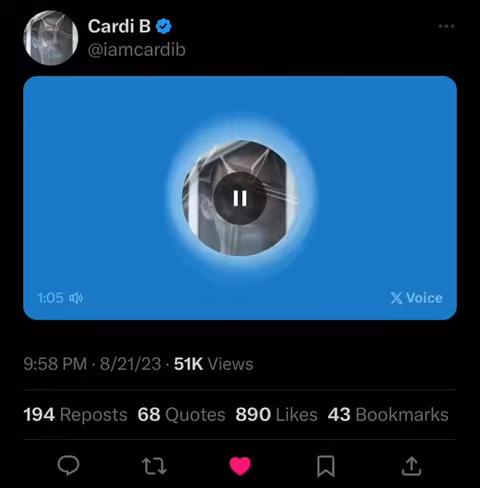 Cardi B
@iamcardib
1:05
X Voice
9:58 PM · 8/21/23 · 51K Views
194 Reposts 68 Quotes 890 Likes 43 Bookmarks